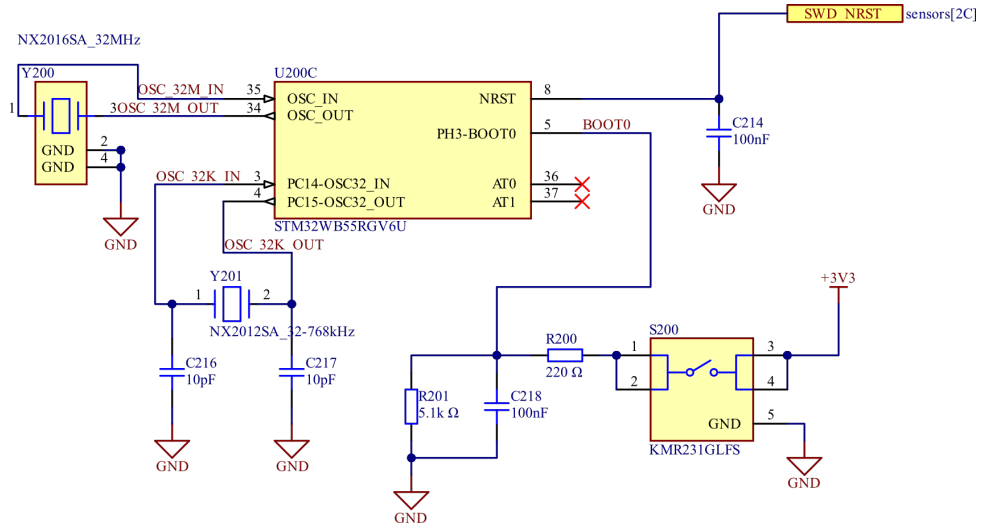 SWD_NRST sensors[2C]
NX2016SA_32MHz
Y200
1
3
OSC_32M_IN
OSC_32M_OUT
GND 2
GND 4
GND
U200C
35 OSC_IN
34 OSC_OUT
3 PC14-OSC32_IN
4 PC15-OSC32_OUT
NRST 8
PH3-BOOT0 5
AT0 36
AT1 37
STM32WB55RGV6U
BOOT0
C214
100nF
GND
OSC_32K_IN
OSC_32K_OUT
Y201
1 2
NX2012SA_32-768kHz
C216
10pF
GND
C217
10pF
GND
+3V3
R200
220 Ω
R201
5.1k Ω
C218
100nF
GND
S200
1 3
2 4
GND 5
KMR231GLFS
GND